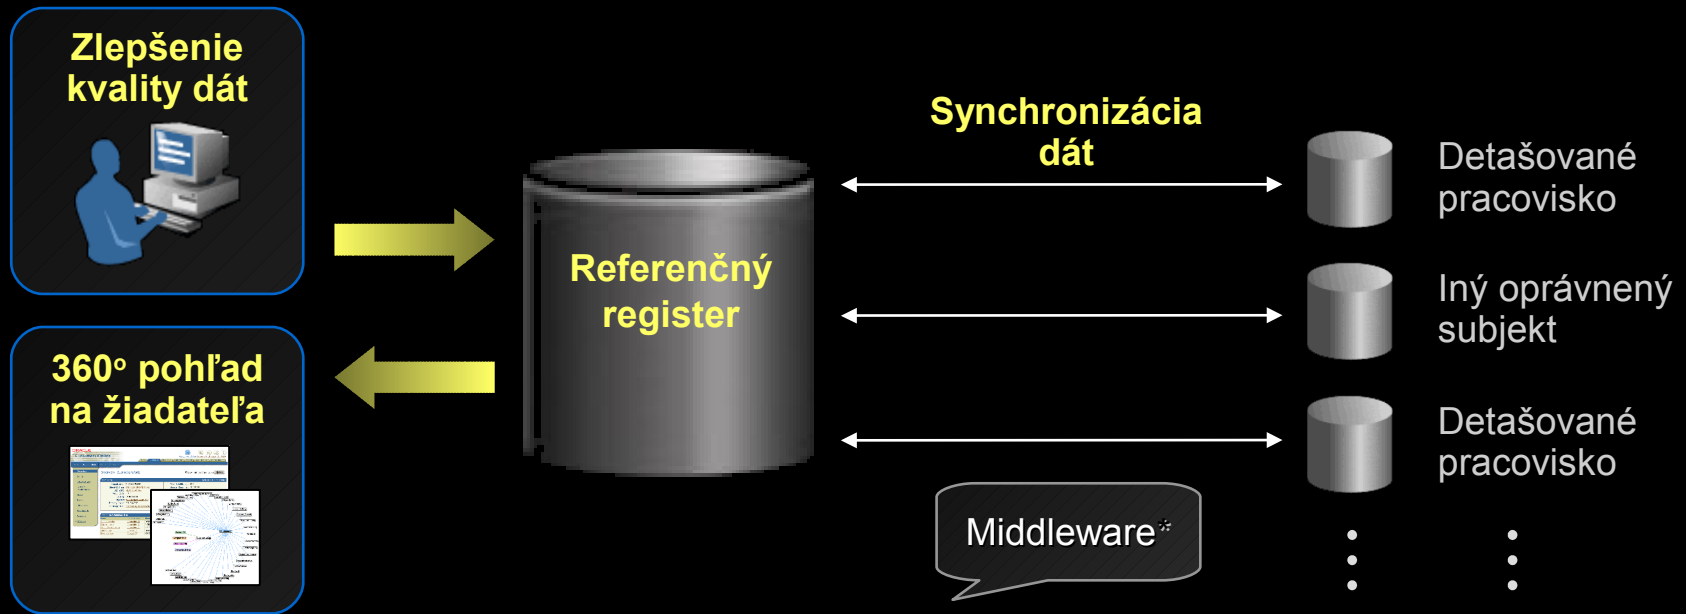 Zlepšenie
kvality dát
360º pohľad
na žiadateľa
Referenčný
register
Synchronizácia
dát
Middleware*
Detašované
pracovisko
Iný oprávnený
subjekt
Detašované
pracovisko